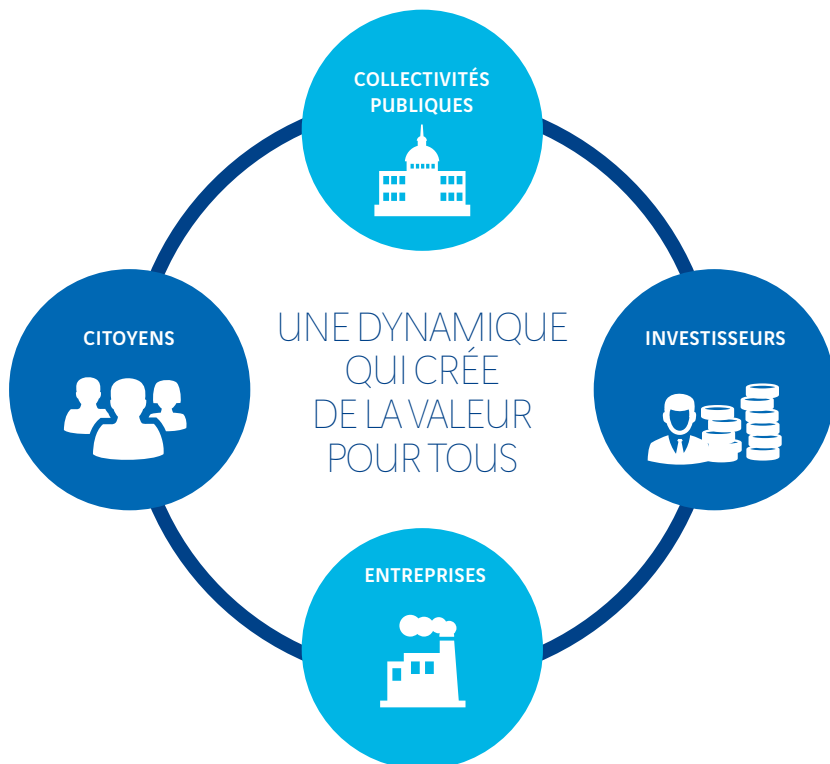 COLLECTIVITÉS
PUBLIQUES
CITOYENS
UNE DYNAMIQUE
QUI CRÉE
DE LA VALEUR
POUR TOUS
INVESTISSEURS
ENTREPRISES